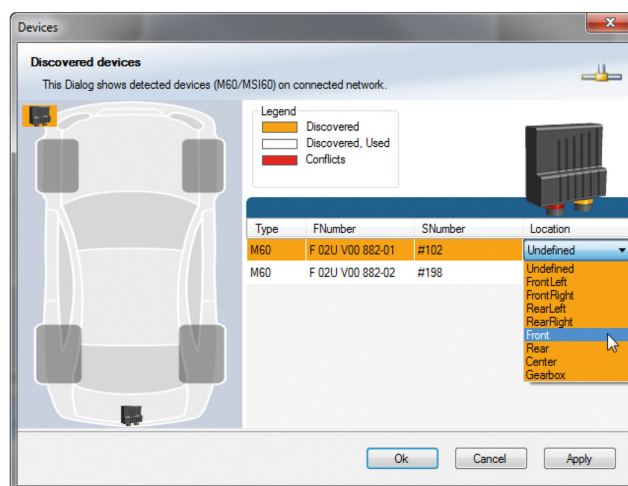 Devices
Discovered devices
This Dialog shows detected devices (M60/MSI60) on connected network.
Legend
Discovered
Discovered, Used
Conflicts
Type FNumber SNumber Location
M60 F 02U V00 882-01 #102 Undefined
M60 F 02U V00 882-02 #198
Undefined
FrontLeft
FrontRight
RearLeft
RearRight
Front
Rear
Center
Gearbox
Ok Cancel Apply